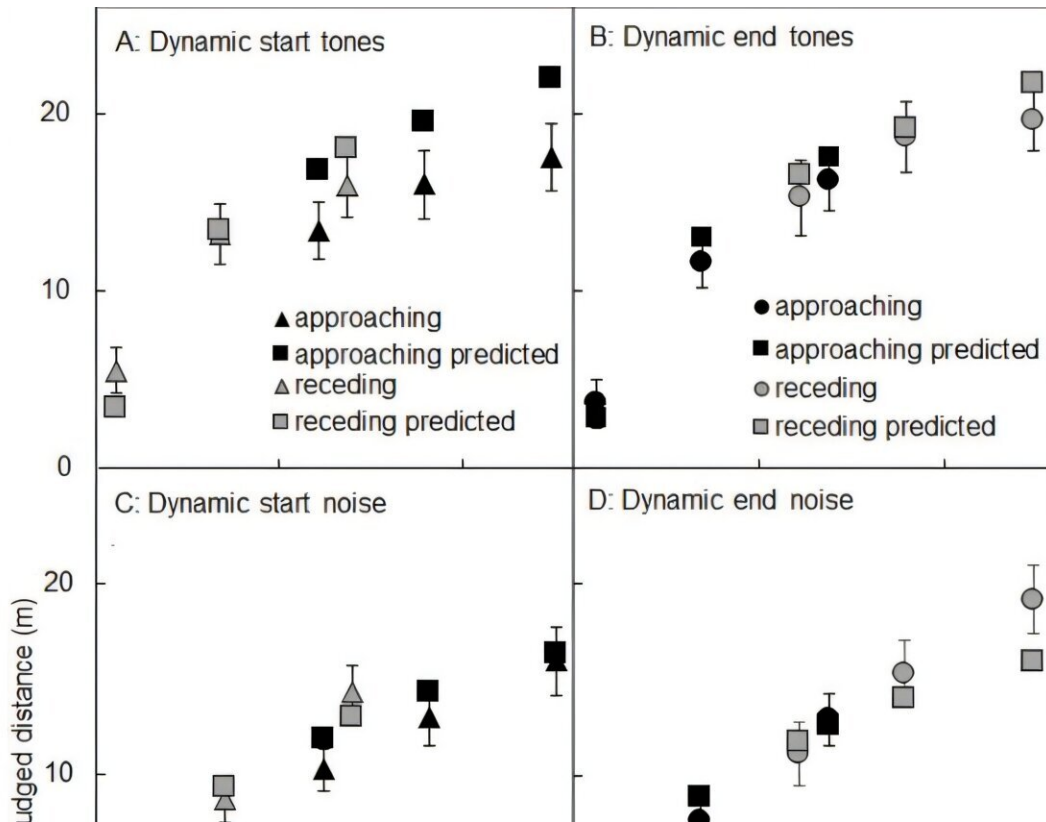 A: Dynamic start tones
B: Dynamic end tones
20
10
0
approaching
approaching predicted
receding
receding predicted
approaching
approaching predicted
receding
receding predicted
C: Dynamic start noise
D: Dynamic end noise
20
10
udged distance (m)